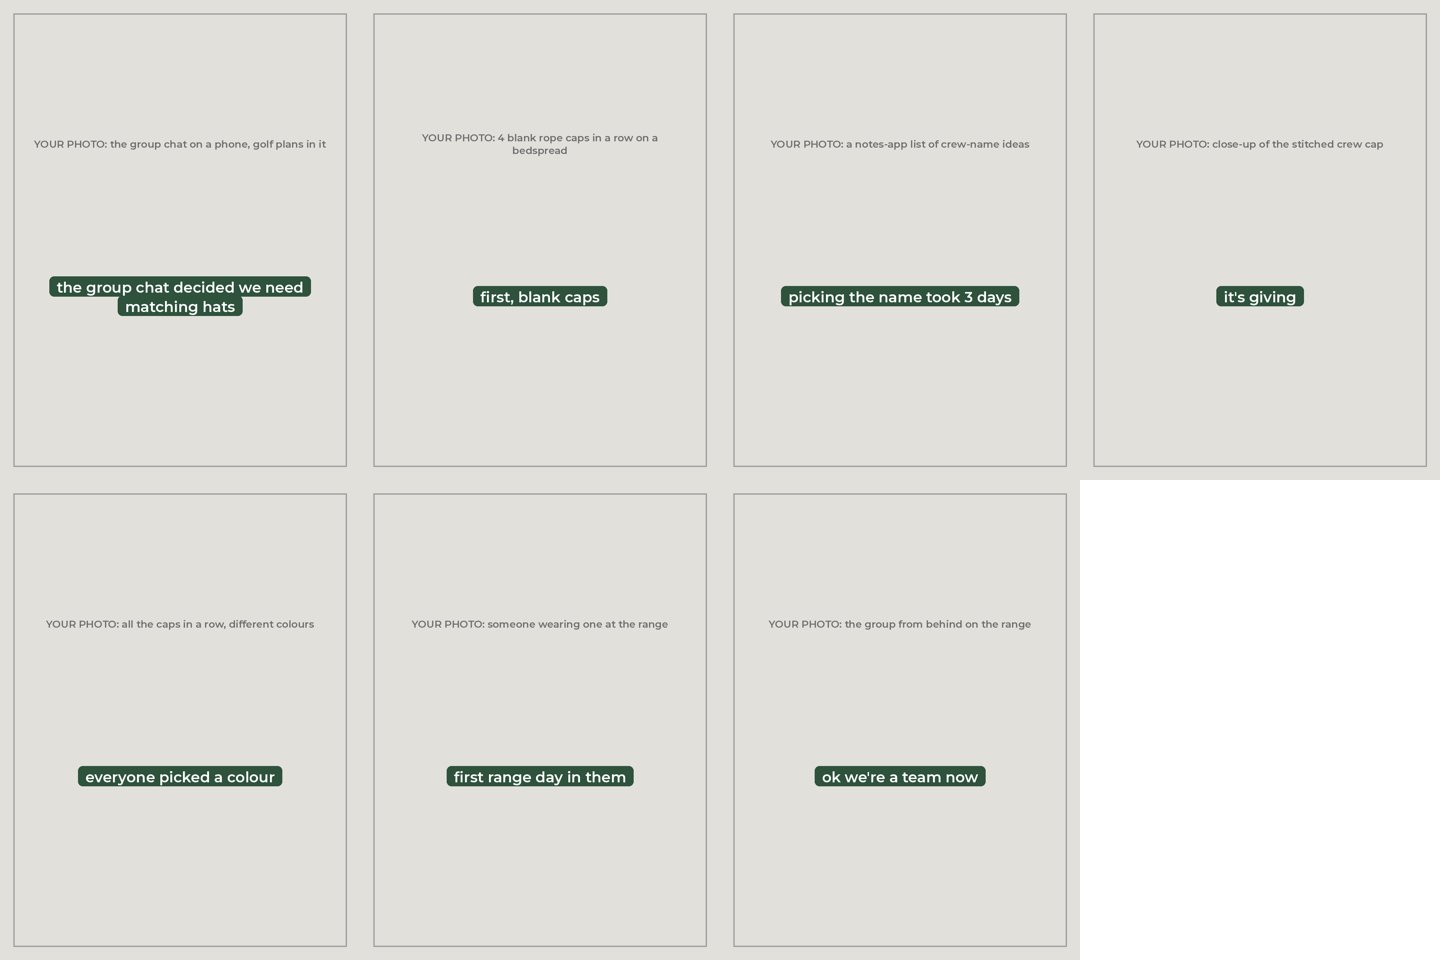 YOUR PHOTO: the group chat on a phone, golf plans in it
the group chat decided we need
matching hats
YOUR PHOTO: 4 blank rope caps in a row on a
bedspread
first, blank caps
YOUR PHOTO: a notes-app list of crew-name ideas
picking the name took 3 days
YOUR PHOTO: close-up of the stitched crew cap
it's giving
YOUR PHOTO: all the caps in a row, different colours
everyone picked a colour
YOUR PHOTO: someone wearing one at the range
first range day in them
YOUR PHOTO: the group from behind on the range
ok we're a team now